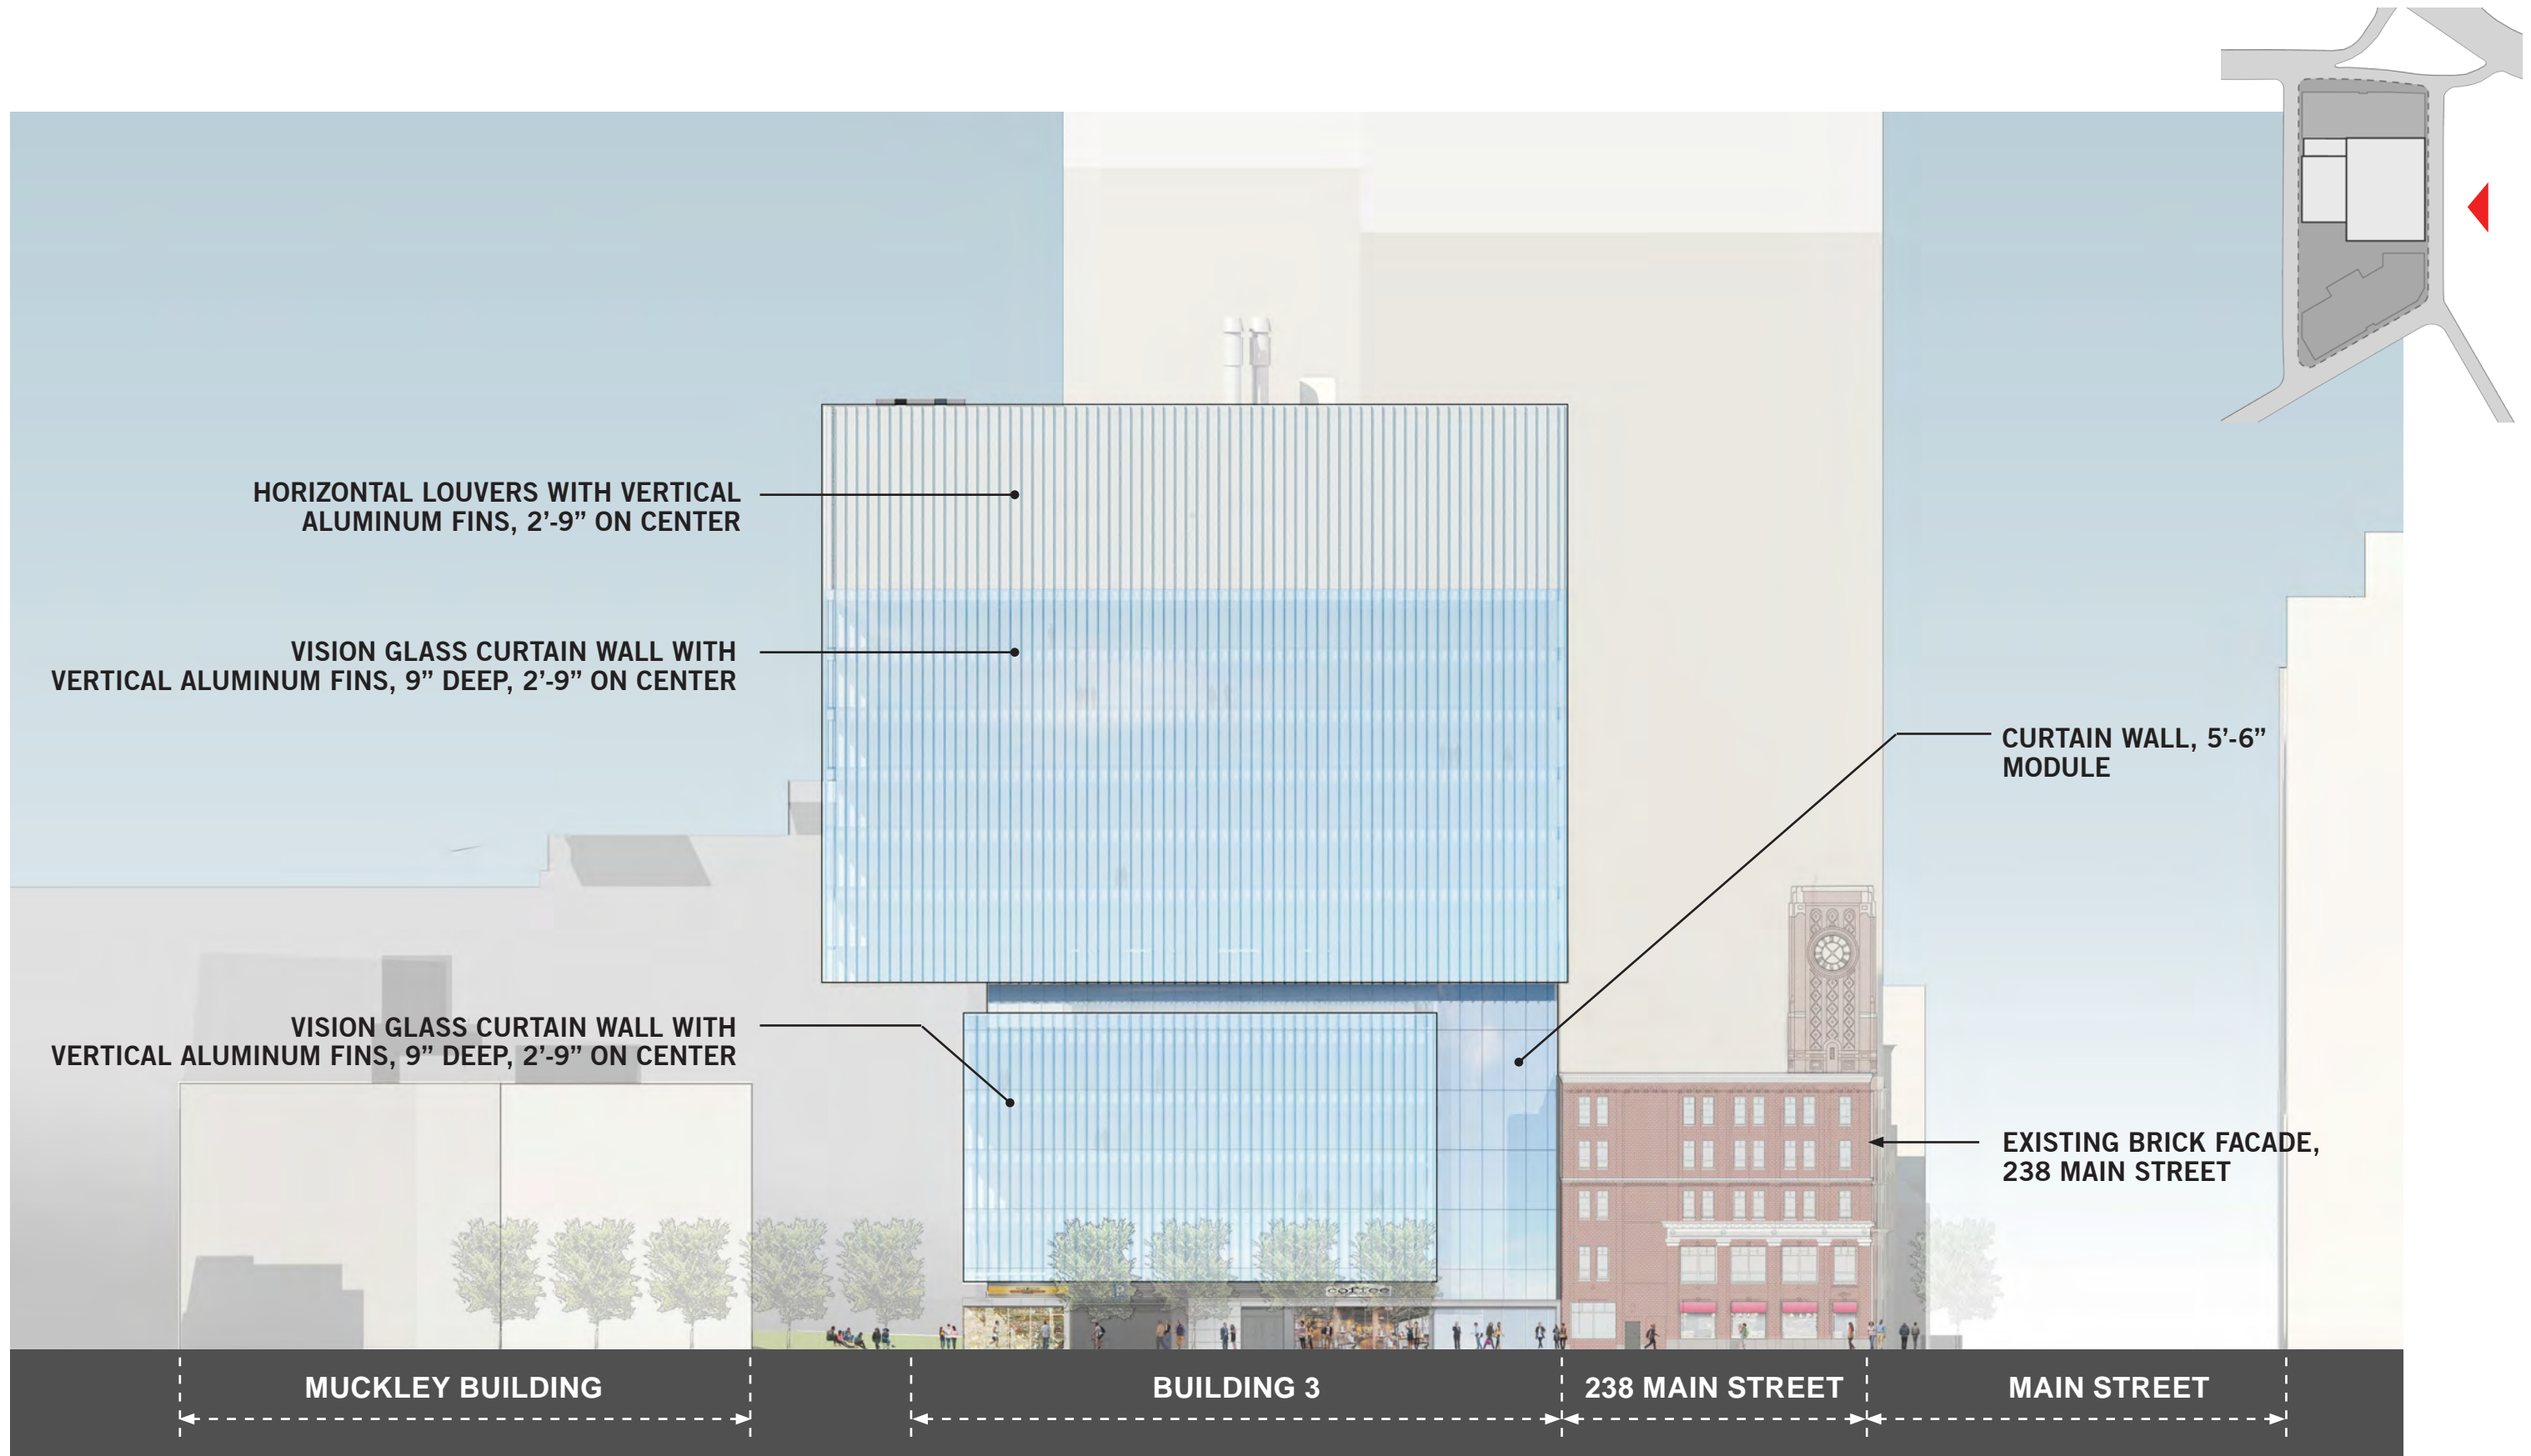 HORIZONTAL LOUVERS WITH VERTICAL
ALUMINUM FINS, 2’-9” ON CENTER
VISION GLASS CURTAIN WALL WITH
VERTICAL ALUMINUM FINS, 9” DEEP, 2’-9” ON CENTER
CURTAIN WALL, 5’-6”
MODULE
VISION GLASS CURTAIN WALL WITH
VERTICAL ALUMINUM FINS, 9” DEEP, 2’-9” ON CENTER
EXISTING BRICK FACADE,
238 MAIN STREET
coffee
MUCKLEY BUILDING
BUILDING 3
238 MAIN STREET
MAIN STREET